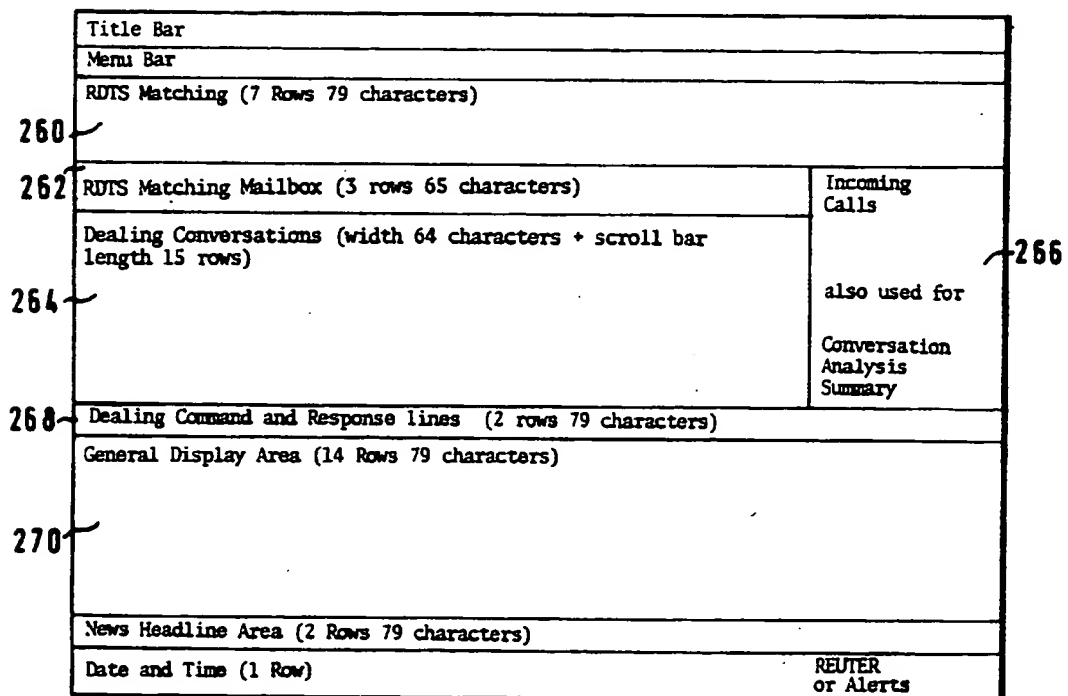 Title Bar
Menu Bar
RDTS Matching (7 Rows 79 characters)
260
262 RDTS Matching Mailbox (3 rows 65 characters)
Incoming
Calls
Dealing Conversations (width 64 characters + scroll bar
length 15 rows)
266
264
also used for
Conversation
Analysis
Summary
268 Dealing Command and Response lines (2 rows 79 characters)
General Display Area (14 Rows 79 characters)
270
News Headline Area (2 Rows 79 characters)
Date and Time (1 Row)
REUTER
or Alerts